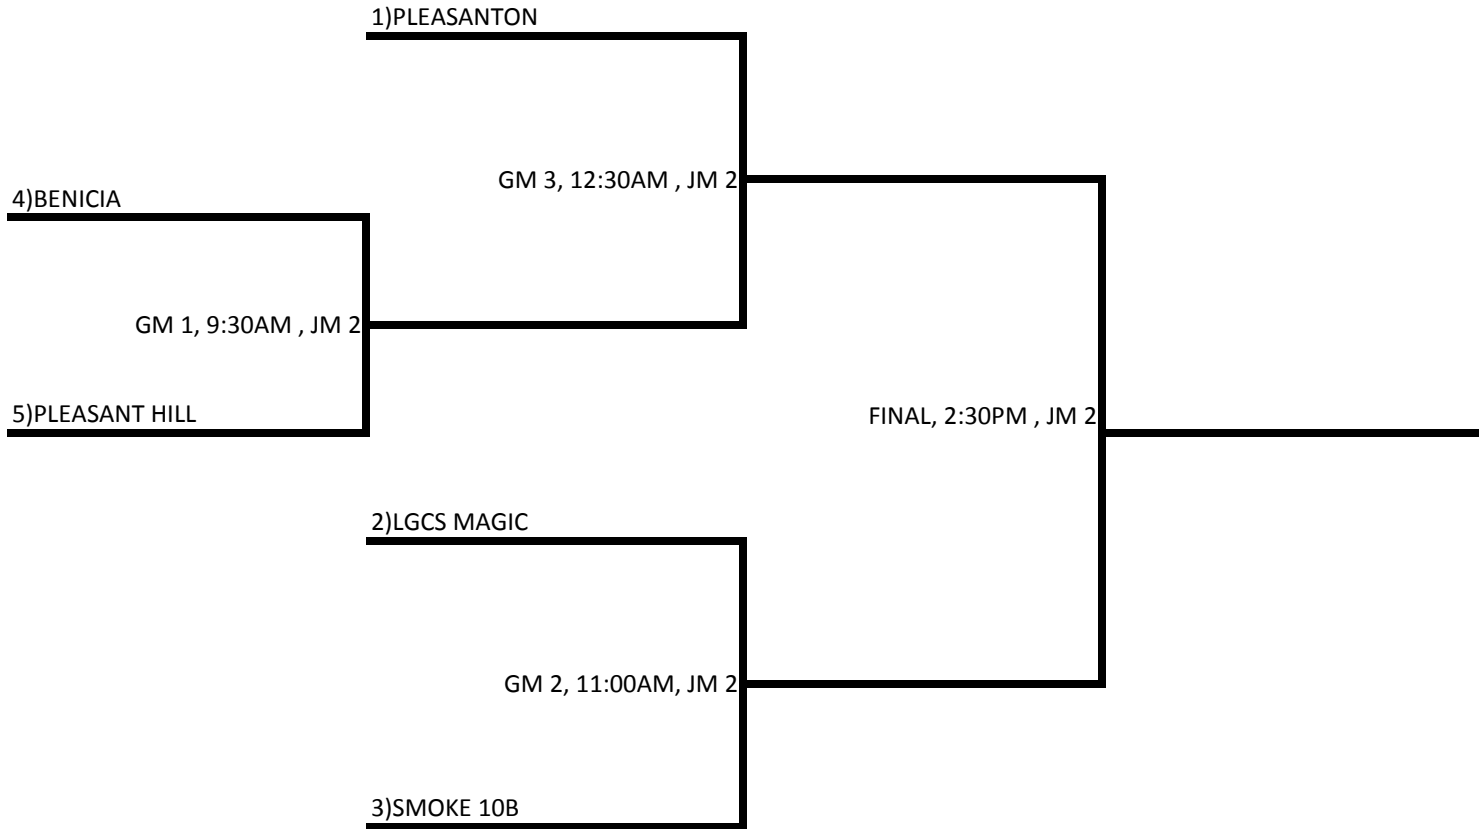 1)PLEASANTON
GM 3, 12:30AM , JM 2
4)BENICIA
GM 1, 9:30AM , JM 2
5)PLEASANT HILL
FINAL, 2:30PM , JM 2
2)LGCS MAGIC
GM 2, 11:00AM, JM 2
3)SMOKE 10B